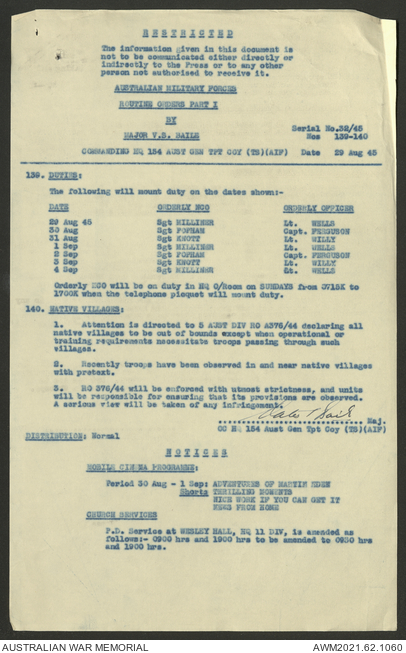 RESTRICTED
The information given in this document is
not to be communicated either directly or
indirectly to the Press or to any other
person not authorised to receive it.
AUSTRALIAN MILITARY FORCES
ROUTINE ORDERS PART I
BY
MAJOR V.S. BAILS
Serial No.32/45
Nos 139-140
COMMANDING HQ 154 AUST GEN TPT COY (TS)(AIF) Date 29 Aug 45
139. DUTIES:
The following will mount duty on the dates shown:-
DATE ORDERLY NCO ORDERLY OFFICER
29 Aug 45 Sgt MILLINER Lt. WELLS
30 Aug Sgt POPHAM Capt. FERGUSON
31 Aug Sgt KNOTT Lt. WILLY
1 Sep Sgt MILLINER Lt. WELLS
2 Sep Sgt POPHAM Capt. FERGUSON
3 Sep Sgt KNOTT Lt. WILLY
4 Sep Sgt MILLINER Lt. WELLS
Orderly NCO will be on duty in HQ O/Room on SUNDAYS from 0715K to
1700K when the telephone picquet will mount duty.
140. NATIVE VILLAGES:
1. Attention is directed to 5 AUST DIV RO A376/44 declaring all
native villages to be out of bounds except when operational or
training requirements necessitate troops passing through such
villages.
2. Recently troops have been observed in and near native villages
with pretext.
3. RO 376/44 will be enforced with utmost strictness, and units
will be responsible for ensuring that its provisions are observed.
A serious view will be taken of any infringement.
Maj.
CO HQ 154 Aust Gen Tpt Coy (TS)(AIF)
DISTRIBUTION: Normal
NOTICES
MOBILE CINEMA PROGRAMME:
Period 30 Aug - 1 Sep: ADVENTURES OF MARTIN EDEN
Shorts THRILLING MOMENTS
NICE WORK IF YOU CAN GET IT
NEWS FROM HOME
CHURCH SERVICES
P.D. Service at WESLEY HALL, HQ 11 DIV, is amended as
follows:- 0900 hrs and 1900 hrs to be amended to 0930 hrs
and 1900 hrs.
AUSTRALIAN WAR MEMORIAL AWM2021.62.1060